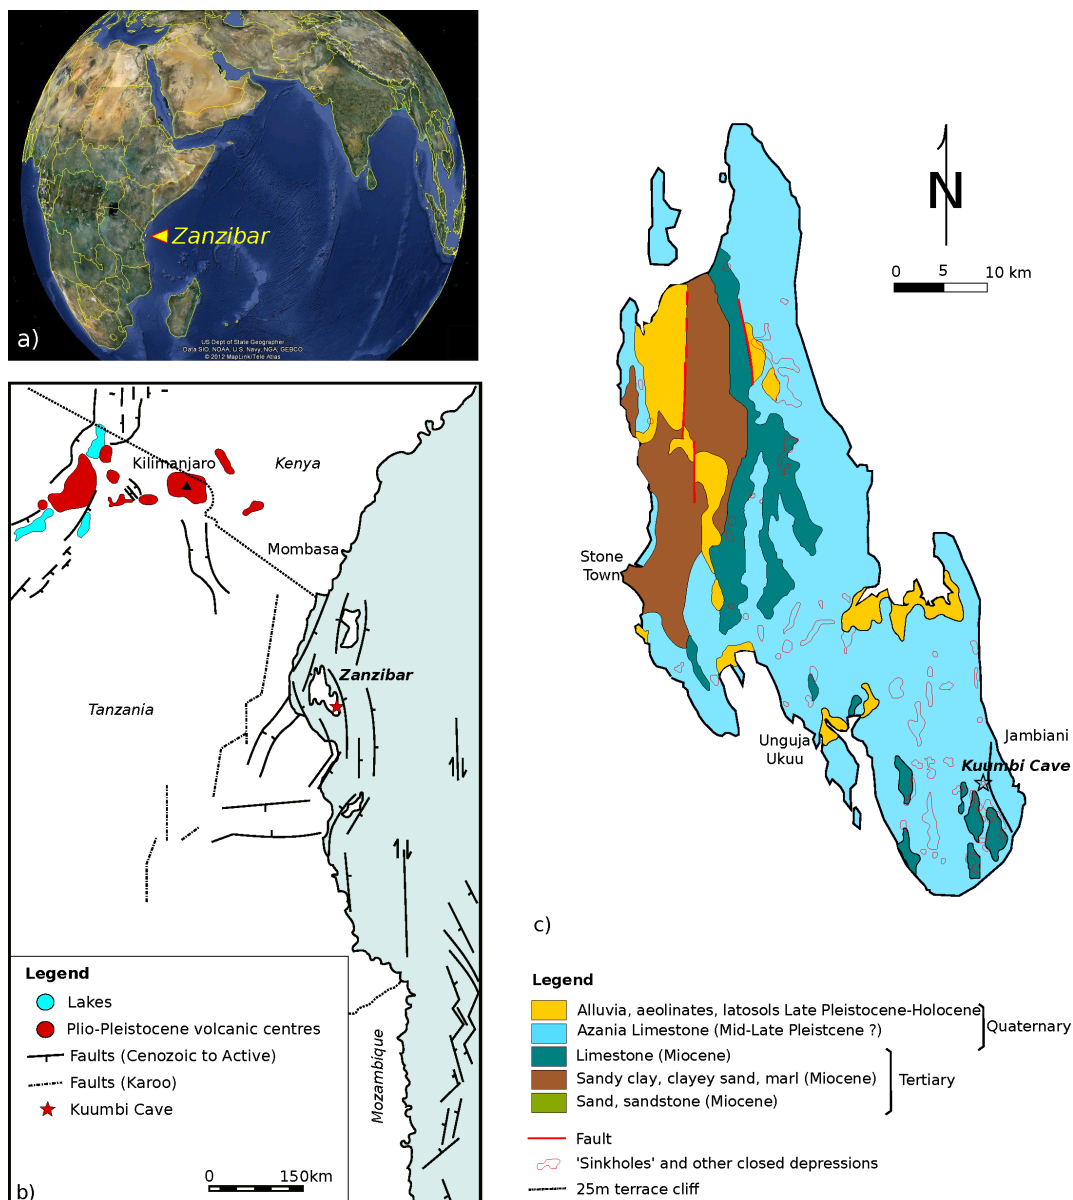 Zanzibar
a)
US Dept of State Geographer
Data SIO, NOAA, U.S. Navy, NGA, GEBCO
© 2012 MapLink/Tele Atlas
Kilimanjaro
Kenya
Mombasa
Zanzibar
Tanzania
Mozambique
Legend
Lakes
Plio-Pleistocene volcanic centres
Faults (Cenozoic to Active)
Faults (Karoo)
Kuumbi Cave
0 150km
b)
N
0 5 10 km
Stone
Town
Unguja
Ukuu
Jambiani
Kuumbi Cave
c)
Legend
Alluvia, aeolinates, latosols Late Pleistocene-Holocene
Azania Limestone (Mid-Late Pleistcene ?)
Quaternary
Limestone (Miocene)
Sandy clay, clayey sand, marl (Miocene)
Sand, sandstone (Miocene)
Tertiary
Fault
'Sinkholes' and other closed depressions
25m terrace cliff